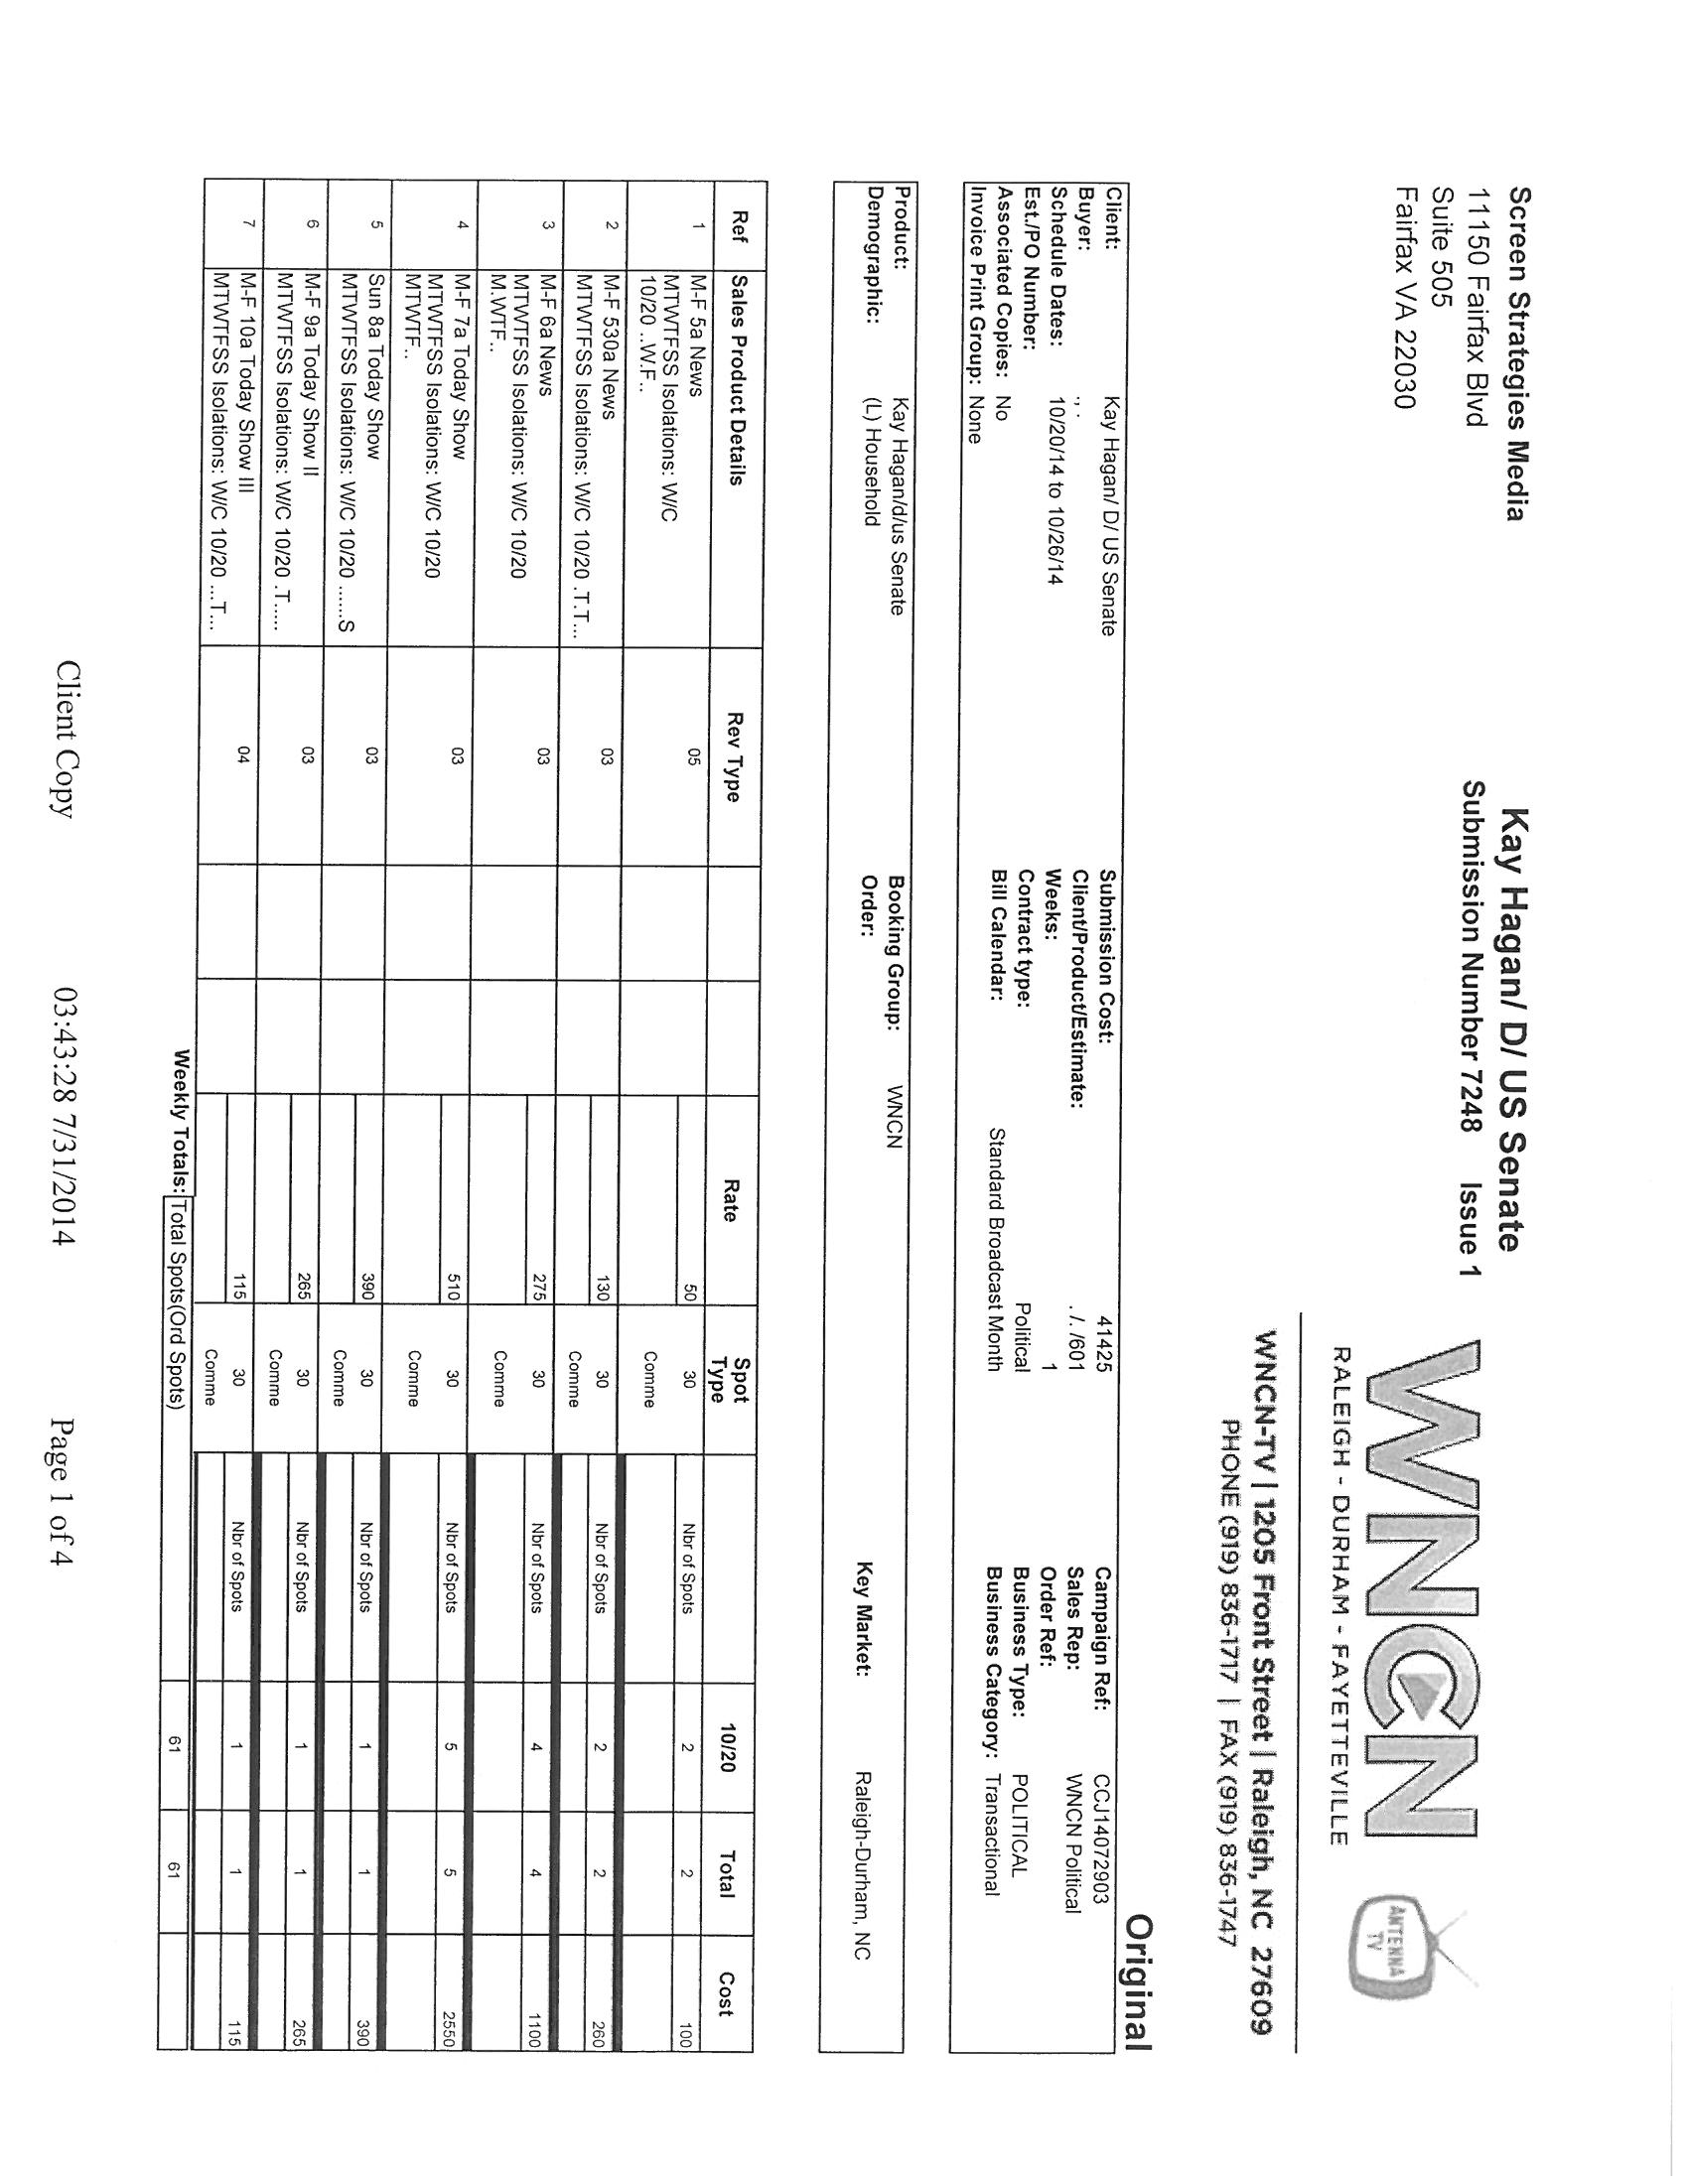 Screen Strategies Media
11150 Fairfax Blvd
Suite 505
Fairfax VA 22030
Kay Hagan/ D/ US Senate
Submission Number 7248 Issue 1
WNCN
RALEIGH - DURHAM - FAYETTEVILLE
ANTENNA
TV
WNCN-TV | 1205 Front Street | Raleigh, NC 27609
PHONE (919) 836-1717 | FAX (919) 836-1747
Original
Client: Kay Hagan/ D/ US Senate Submission Cost: 41425 Campaign Ref: CCJ14072903
Buyer: ., . Client/Product/Estimate: . /. /601 Sales Rep: WNCN Political
Schedule Dates: 10/20/14 to 10/26/14 Weeks: 1 Order Ref:
Est./PO Number: Contract type: Political Business Type: POLITICAL
Associated Copies: No Bill Calendar: Standard Broadcast Month Business Category: Transactional
Invoice Print Group: None
Product: Kay Hagan/d/us Senate Booking Group: WNCN
Demographic: (L) Household Order: Key Market: Raleigh-Durham, NC
Ref Sales Product Details Rev Type Rate Spot Type 10/20 Total Cost
1 M-F 5a News 05 50 30 Nbr of Spots 2 2 100
MTWTFSS Isolations: W/C Comme
10/20 ..W.F..
2 M-F 530a News 03 130 30 Nbr of Spots 2 2 260
MTWTFSS Isolations: W/C 10/20 .T.T... Comme
3 M-F 6a News 03 275 30 Nbr of Spots 4 4 1100
MTWTFSS Isolations: W/C 10/20 Comme
M.WTF..
4 M-F 7a Today Show 03 510 30 Nbr of Spots 5 5 2550
MTWTFSS Isolations: W/C 10/20 Comme
MTWTF..
5 Sun 8a Today Show 03 390 30 Nbr of Spots 1 1 390
MTWTFSS Isolations: W/C 10/20 ......S Comme
6 M-F 9a Today Show II 03 265 30 Nbr of Spots 1 1 265
MTWTFSS Isolations: W/C 10/20 .T..... Comme
7 M-F 10a Today Show III 04 115 30 Nbr of Spots 1 1 115
MTWTFSS Isolations: W/C 10/20 ...T... Comme
Weekly Totals: Total Spots(Ord Spots) 61 61
Client Copy 03:43:28 7/31/2014 Page 1 of 4